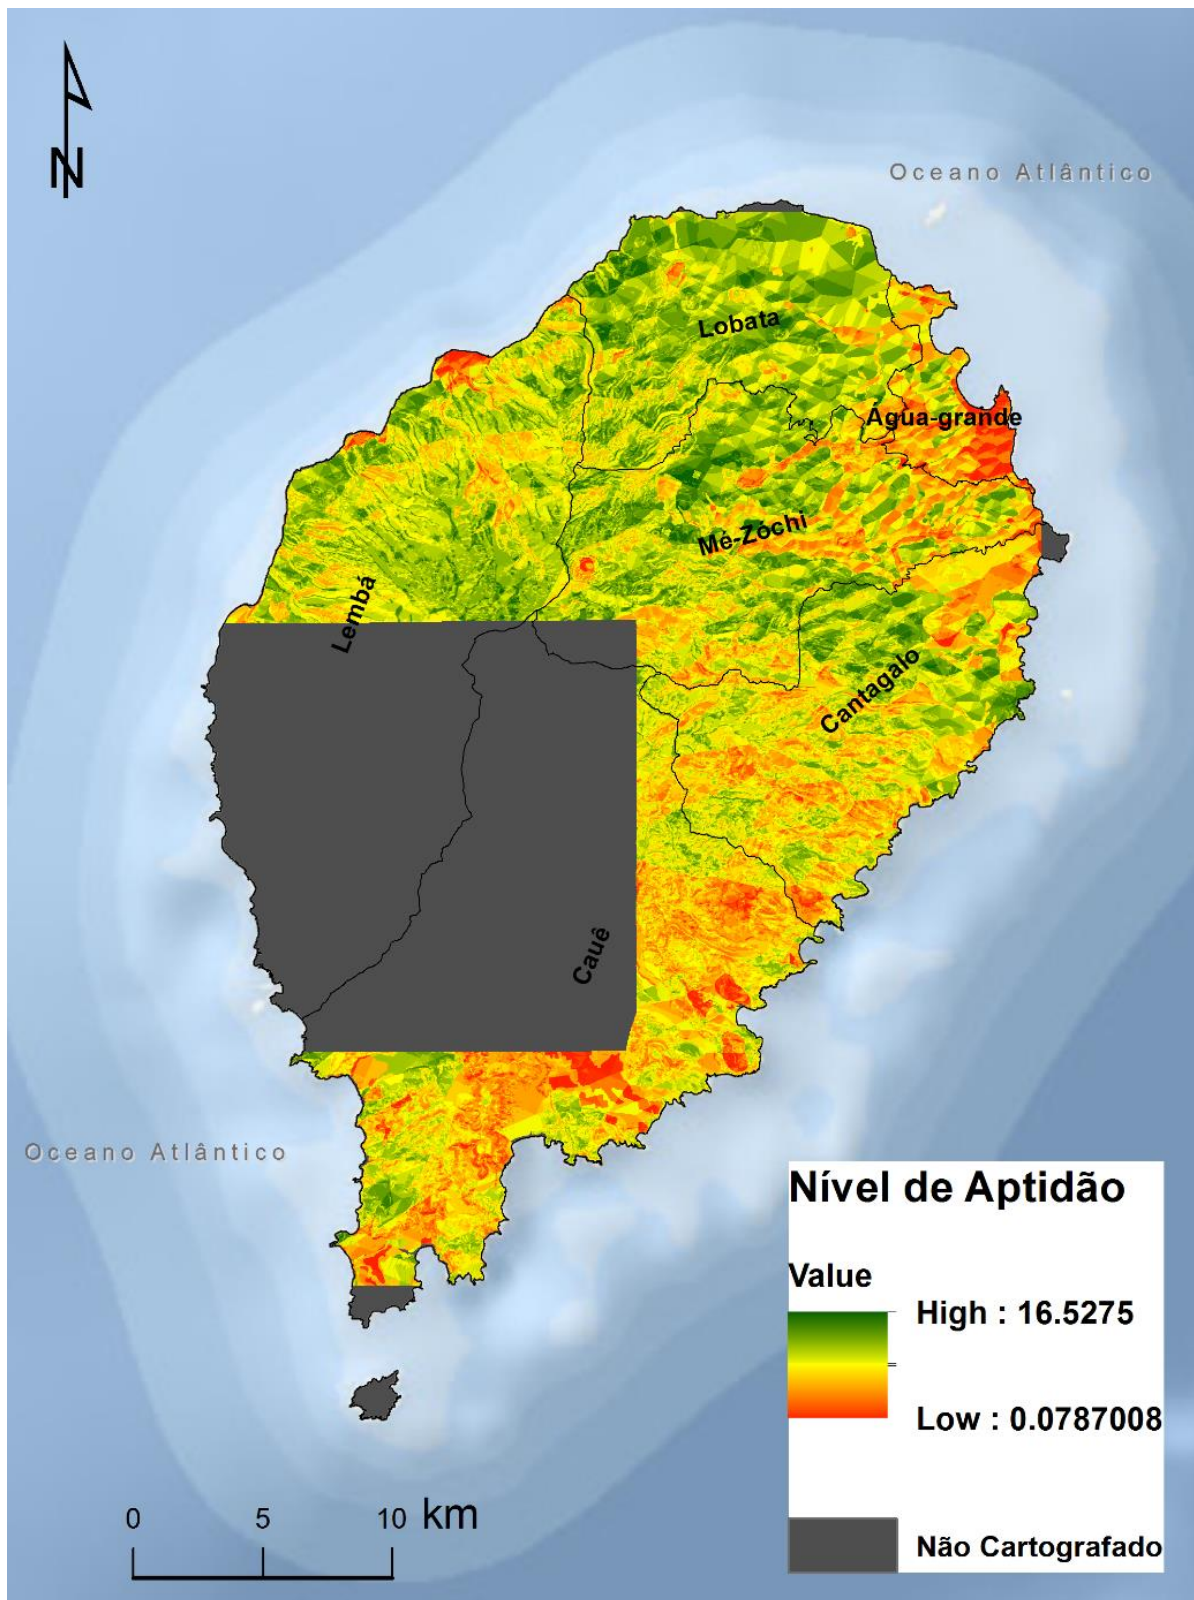 N
Oceano Atlântico
Lobata
Água-grande
Mé-Zóchi
Lembá
Cantagalo
Cauê
Oceano Atlântico
Nível de Aptidão
Value
High : 16.5275
Low : 0.0787008
Não Cartografado
0 5 10 km